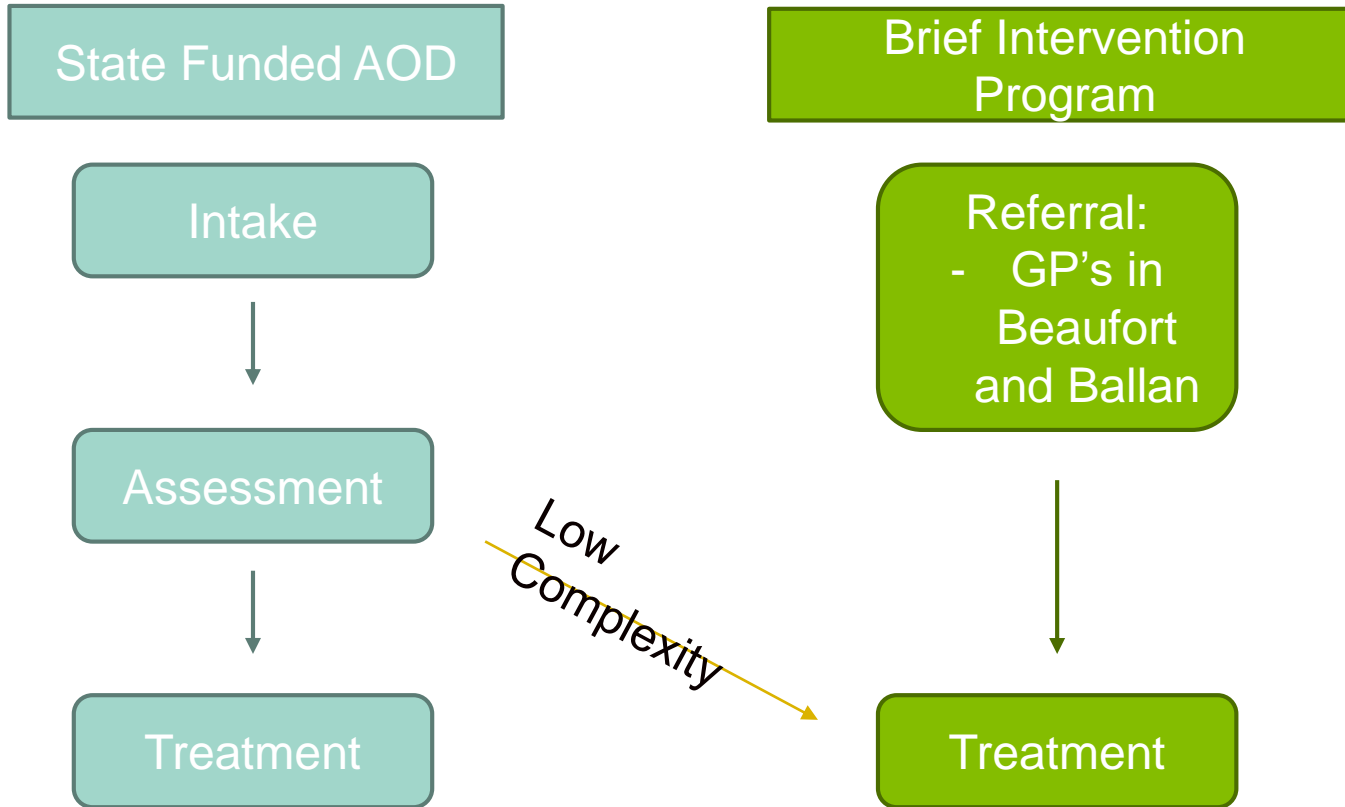 State Funded AOD
Intake
Assessment
Treatment
Low
Complexity
Brief Intervention
Program
Referral:
- GP's in
Beaufort
and Ballan
Treatment